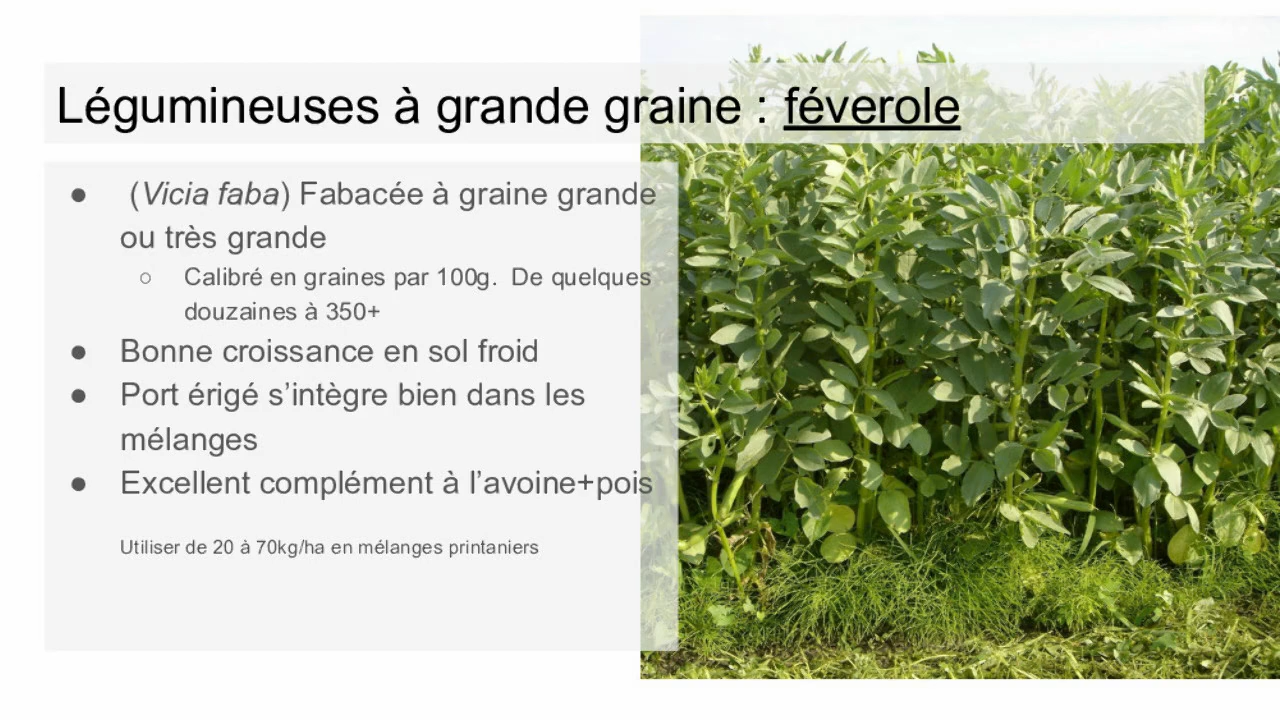 Légumineuses à grande graine : féverole
● (Vicia faba) Fabacée à graine grande
ou très grande
○ Calibré en graines par 100g. De quelques
douzaines à 350+
● Bonne croissance en sol froid
● Port érigé s’intègre bien dans les
mélanges
● Excellent complément à l’avoine+pois
Utiliser de 20 à 70kg/ha en mélanges printaniers